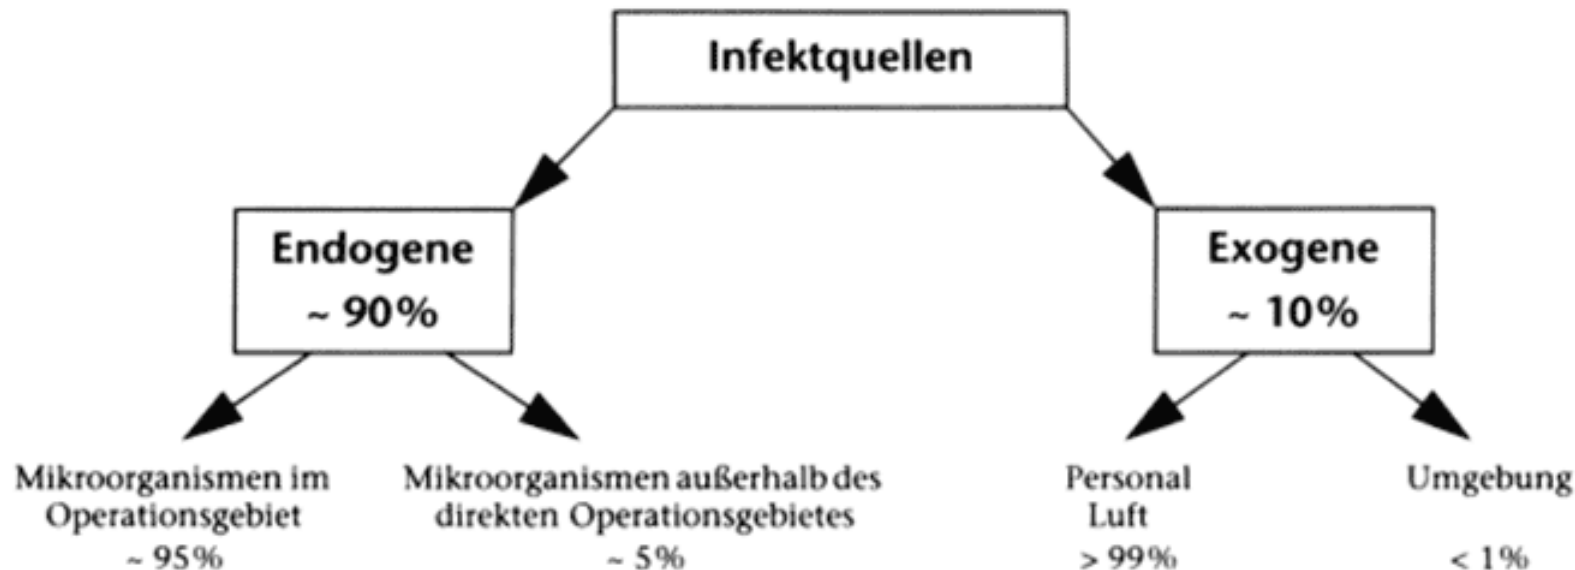 Infektquellen
Endogene
~ 90%
Exogene
~ 10%
Mikroorganismen im
Operationsgebiet
~ 95%
Mikroorganismen außerhalb des
direkten Operationsgebietes
~ 5%
Personal
Luft
> 99%
Umgebung
< 1%